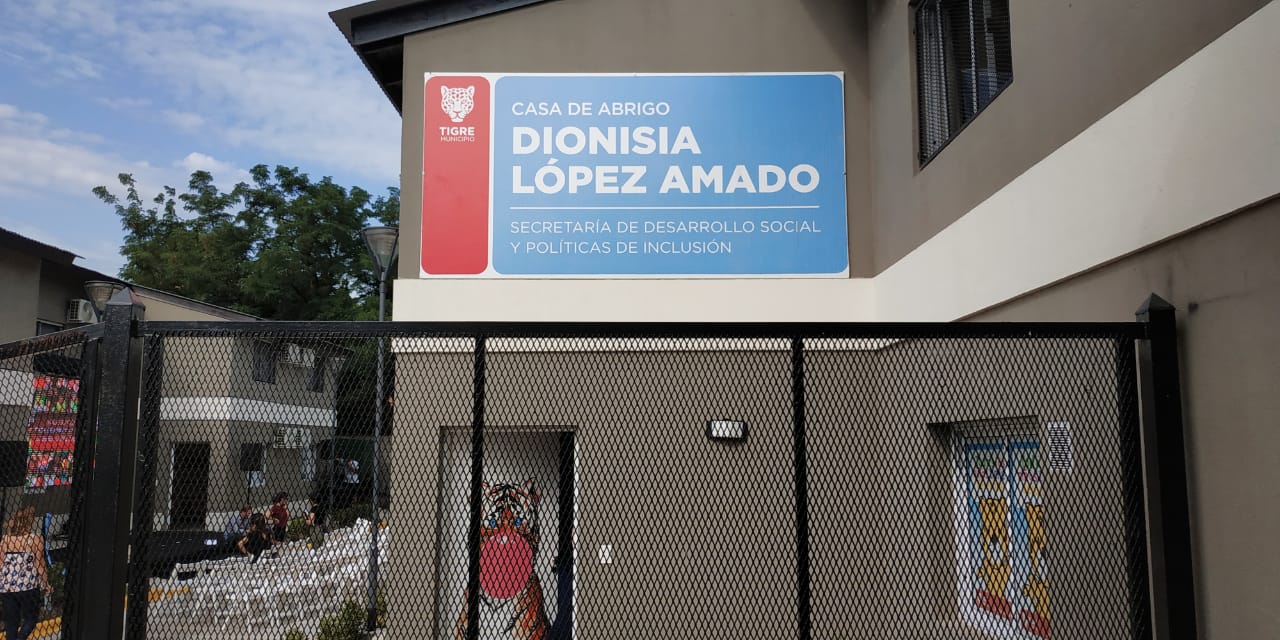 TIGRE
MUNICIPIO
CASA DE ABRIGO
DIONISIA
LÓPEZ AMADO
SECRETARÍA DE DESARROLLO SOCIAL
Y POLÍTICAS DE INCLUSIÓN